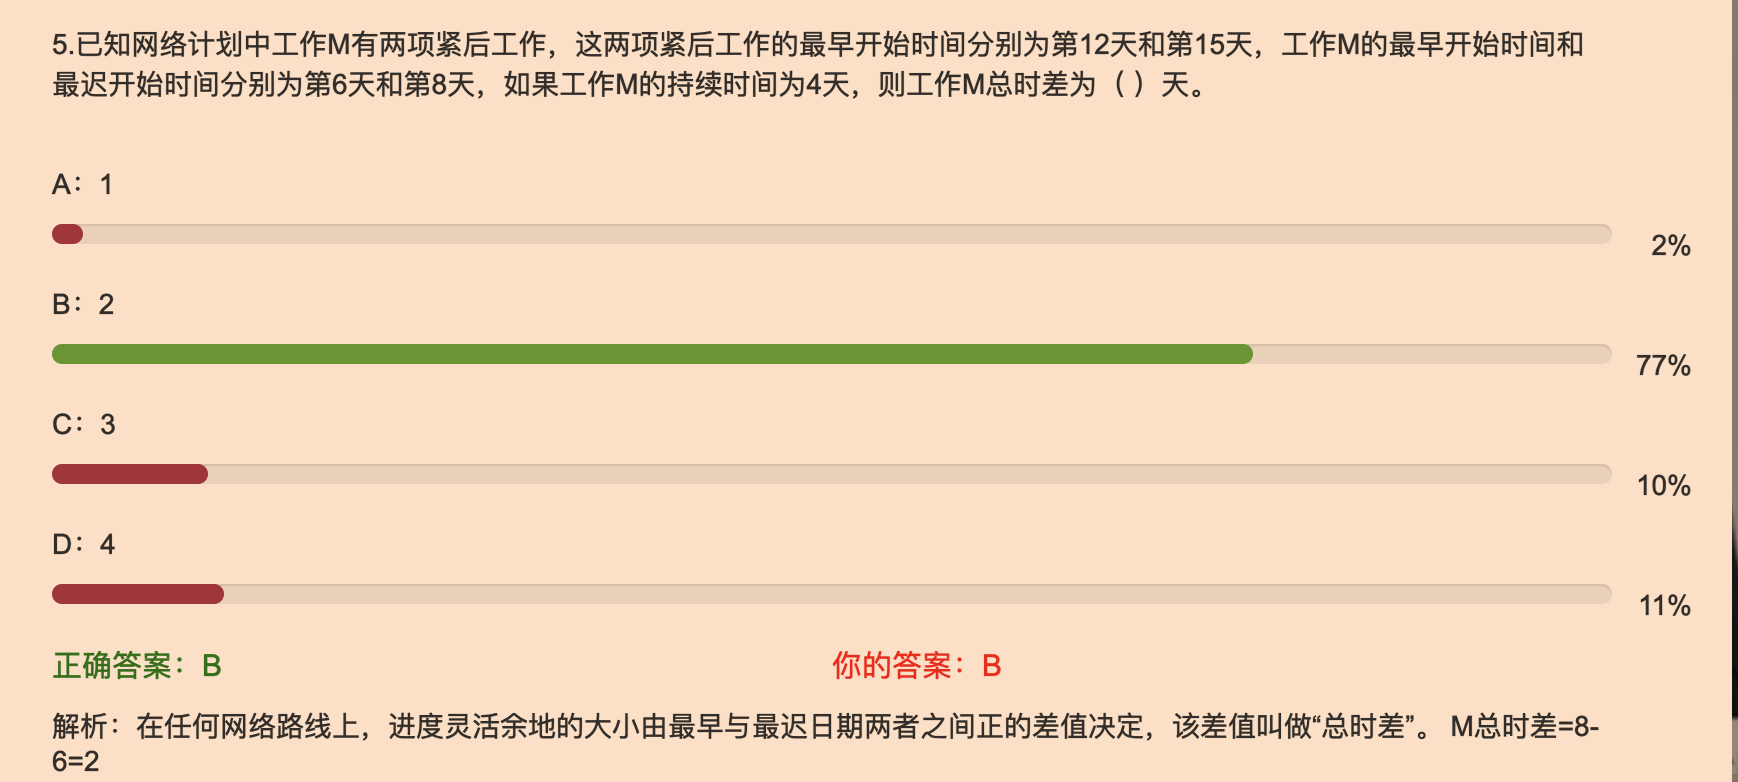 5.已知网络计划中工作M有两项紧后工作，这两项紧后工作的最早开始时间分别为第12天和第15天，工作M的最早开始时间和
最迟开始时间分别为第6天和第8天，如果工作M的持续时间为4天，则工作M总时差为（ ）天。
A：1
2%
B：2
77%
C：3
10%
D：4
11%
正确答案：B
你的答案：B
解析：在任何网络路线上，进度灵活余地的大小由最早与最迟日期两者之间正的差值决定，该差值叫做“总时差”。 M总时差=8-
6=2